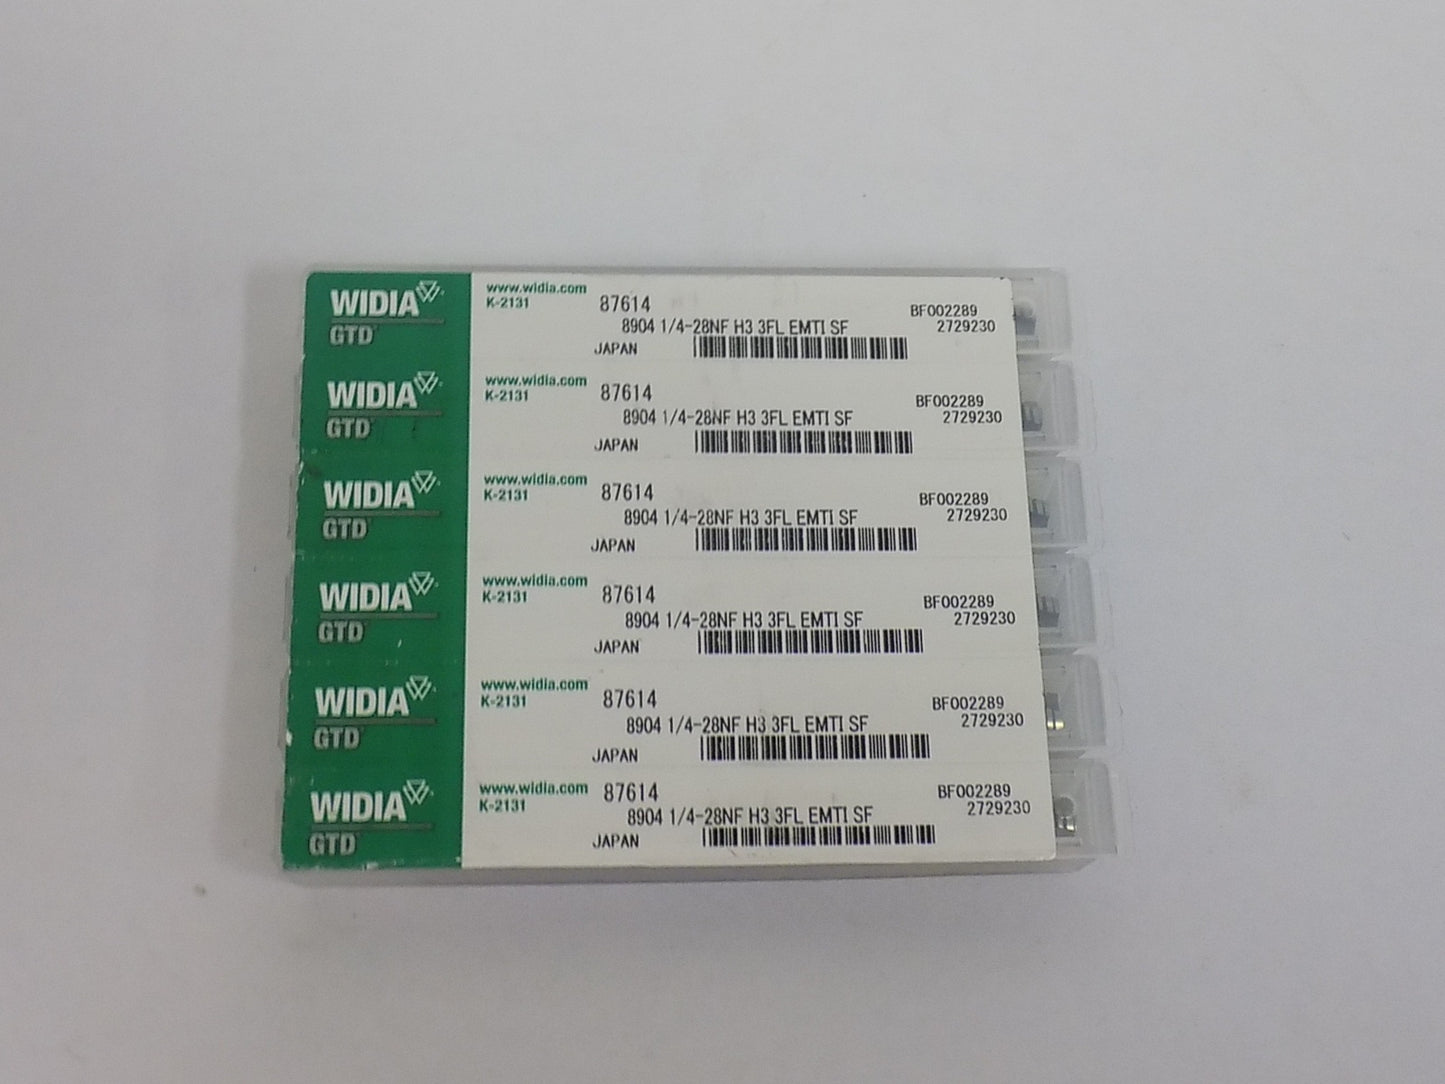 WIDIA
GTD
www.widia.com
K-2131
87614
8904 1/4-28NF H3 3FL EMTI SF
JAPAN
BF002289
2729230
WIDIA
GTD
www.widia.com
K-2131
87614
8904 1/4-28NF H3 3FL EMTI SF
JAPAN
BF002289
2729230
WIDIA
GTD
www.widia.com
K-2131
87614
8904 1/4-28NF H3 3FL EMTI SF
JAPAN
BF002289
2729230
WIDIA
GTD
www.widia.com
K-2131
87614
8904 1/4-28NF H3 3FL EMTI SF
JAPAN
BF002289
2729230
WIDIA
GTD
www.widia.com
K-2131
87614
8904 1/4-28NF H3 3FL EMTI SF
JAPAN
BF002289
2729230
WIDIA
GTD
www.widia.com
K-2131
87614
8904 1/4-28NF H3 3FL EMTI SF
JAPAN
BF002289
2729230